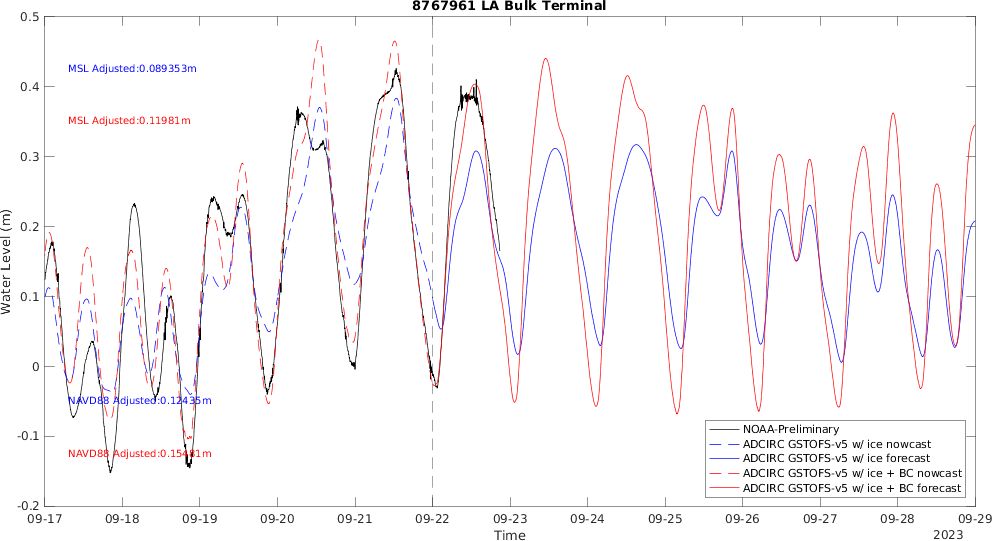 8767961 LA Bulk Terminal
0.5
0.4
0.3
0.2
0.1
0
-0.1
-0.2
Water Level (m)
MSL Adjusted:0.089353m
MSL Adjusted:0.11981m
NAVD88 Adjusted:0.12435m
NAVD88 Adjusted:0.15481m
NOAA-Preliminary
ADCIRC GSTOFS-v5 w/ ice nowcast
ADCIRC GSTOFS-v5 w/ ice forecast
ADCIRC GSTOFS-v5 w/ ice + BC nowcast
ADCIRC GSTOFS-v5 w/ ice + BC forecast
09-17 09-18 09-19 09-20 09-21 09-22 09-23 09-24 09-25 09-26 09-27 09-28 09-29
Time
2023